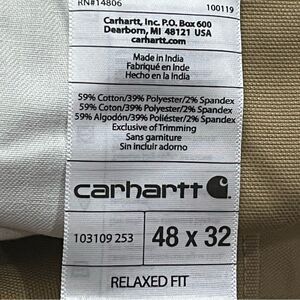 RN#14806 100119
Carhartt, Inc. P.O. Box 600
Dearborn, MI 48121 USA
carhartt.com
Made in India
Fabriqué en Inde
Hecho en la India
59% Cotton/39% Polyester/2% Spandex
59% Coton/39% Polyester/2% Spandex
59% Algodón/39% Poliéster/2% Spandex
Exclusive of Trimming
Sans garniture
Sin incluir adorno
carhartt
103109 253 48 x 32
RELAXED FIT